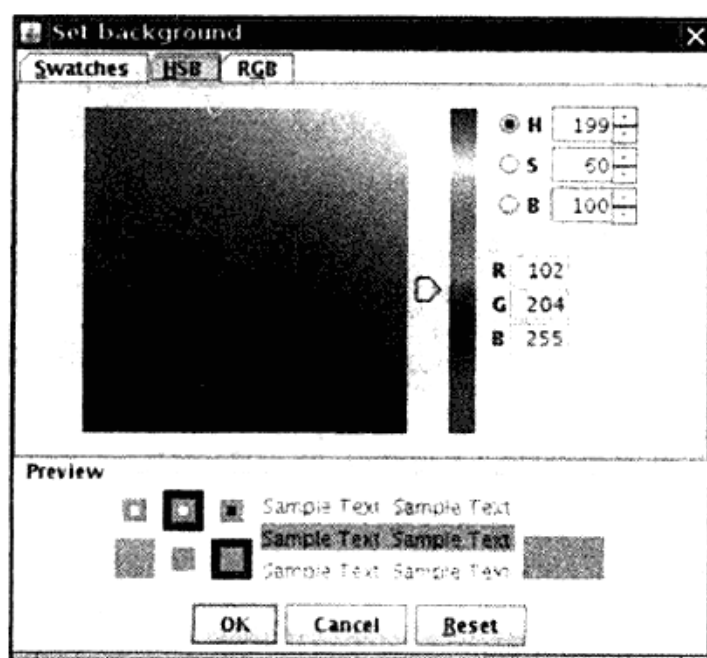 Set background
Swatches HSB RGB
H 199
S 60
B 100
R 102
G 204
B 255
Preview
Sample Text Sample Text
Sample Text Sample Text
Sample Text Sample Text
OK Cancel Reset